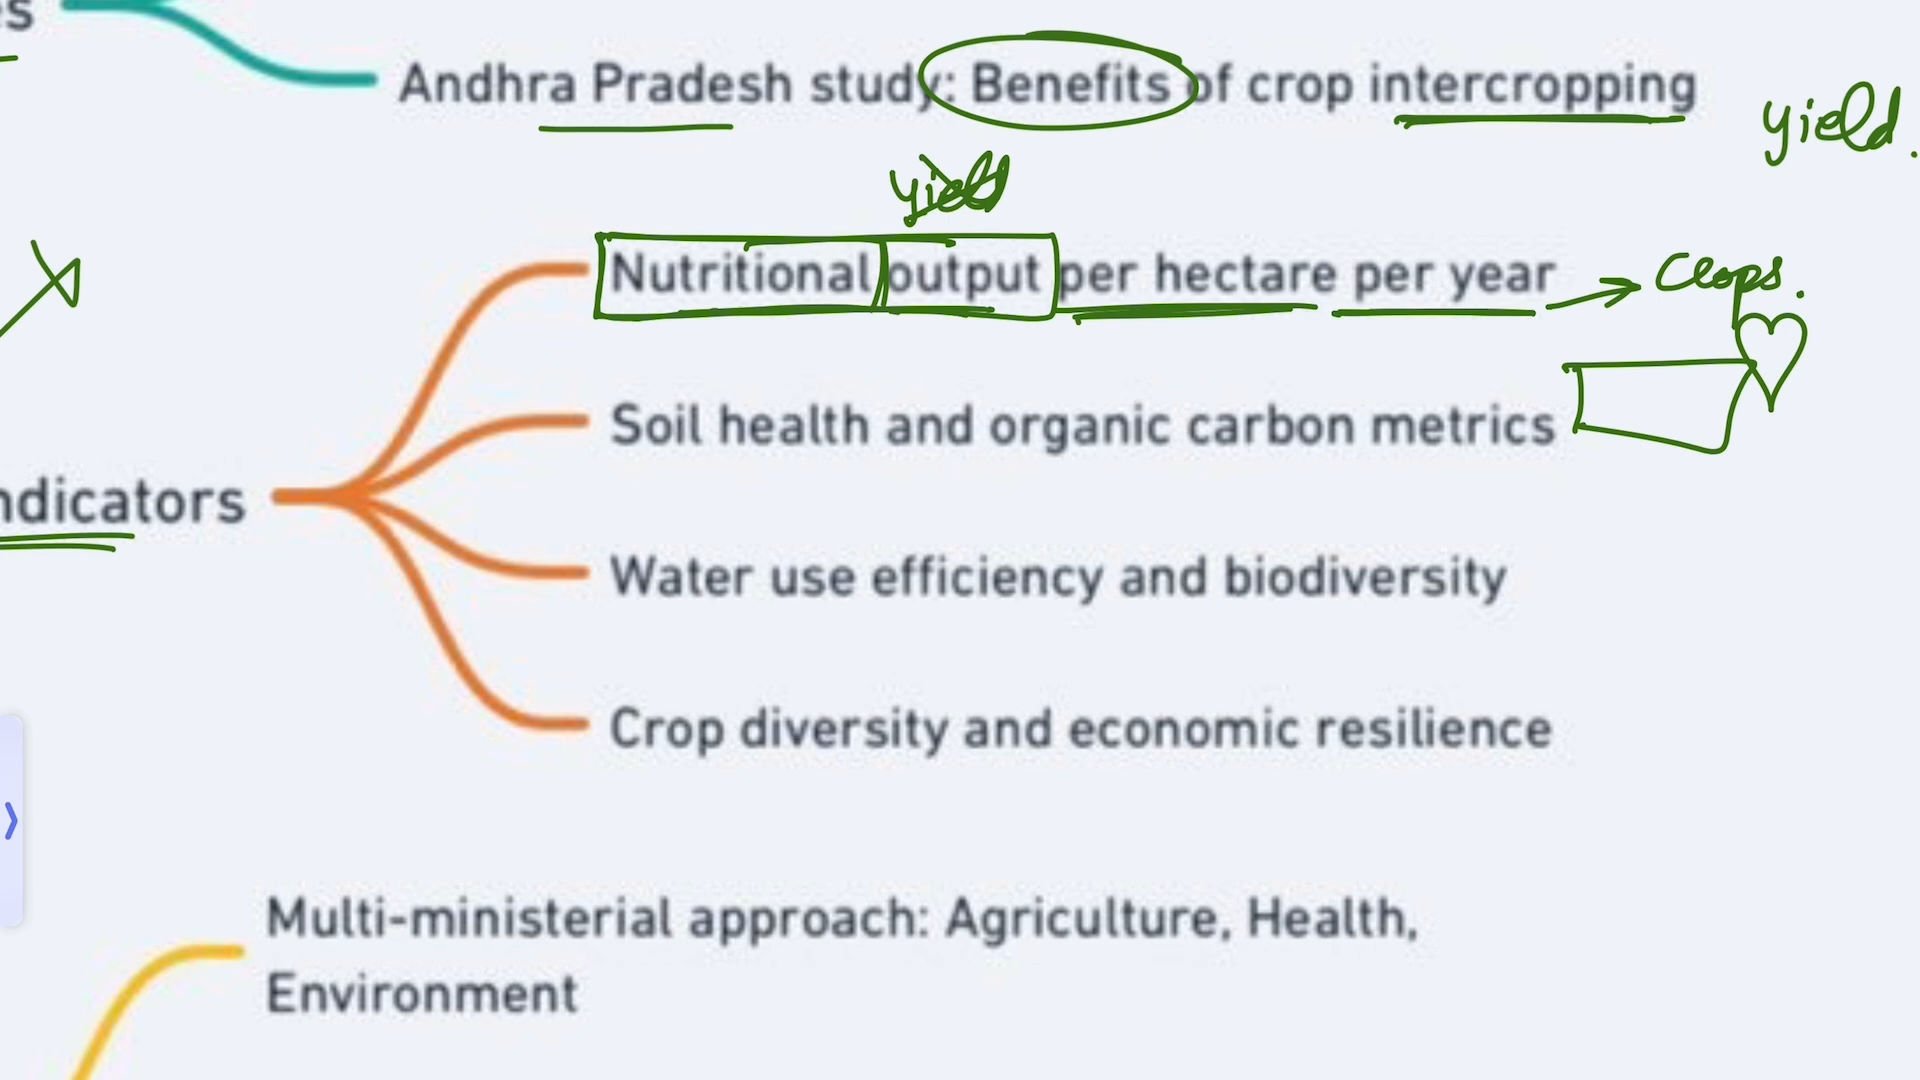 es
Andhra Pradesh study: Benefits of crop intercropping
yield.
yield
Nutritional output per hectare per year
Crops.
Soil health and organic carbon metrics
ndicators
Water use efficiency and biodiversity
Crop diversity and economic resilience
Multi-ministerial approach: Agriculture, Health,
Environment